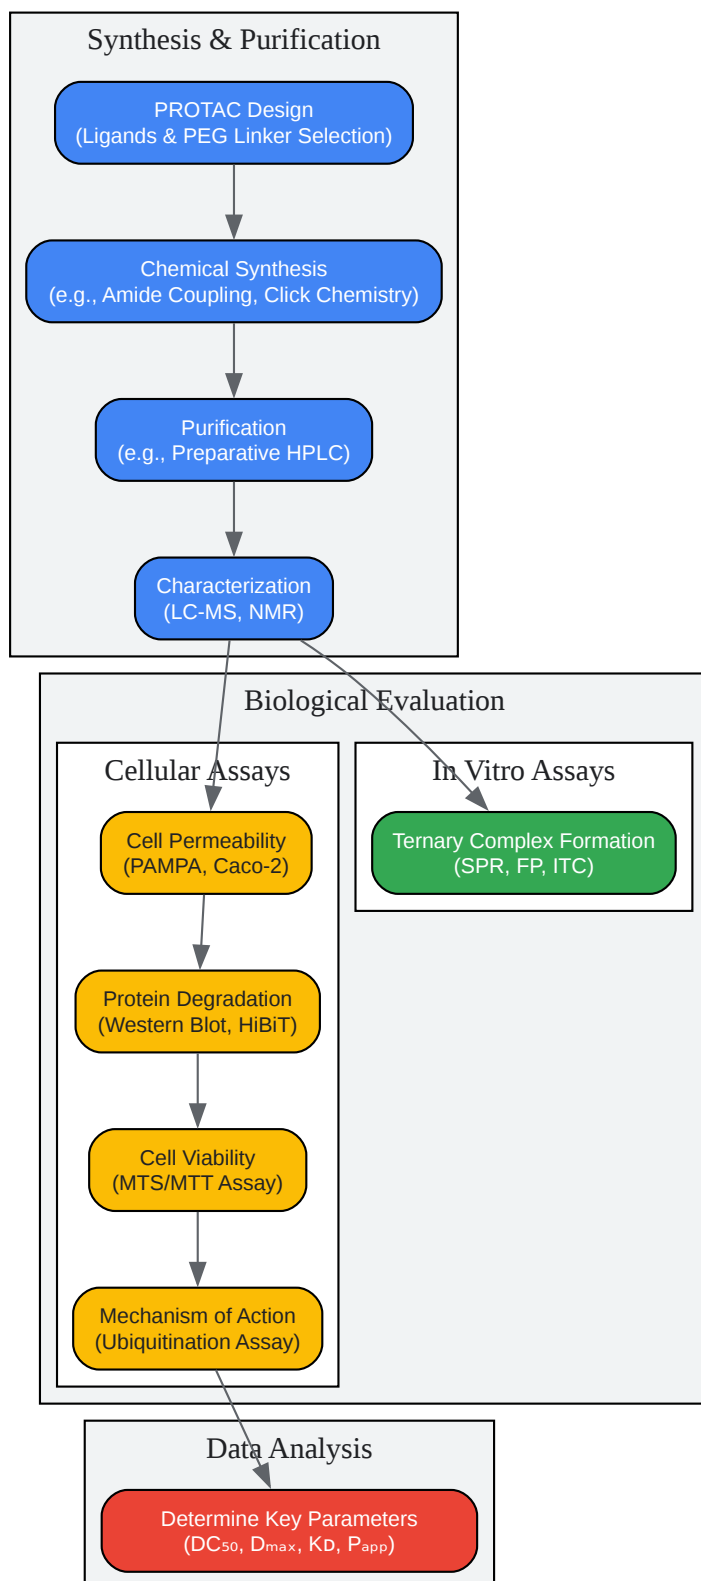 Synthesis & Purification
PROTAC Design
(Ligands & PEG Linker Selection)
Chemical Synthesis
(e.g., Amide Coupling, Click Chemistry)
Purification
(e.g., Preparative HPLC)
Characterization
(LC-MS, NMR)
Biological Evaluation
Cellular Assays
Cell Permeability
(PAMPA, Caco-2)
Protein Degradation
(Western Blot, HiBiT)
Cell Viability
(MTS/MTT Assay)
Mechanism of Action
(Ubiquitination Assay)
In Vitro Assays
Ternary Complex Formation
(SPR, FP, ITC)
Data Analysis
Determine Key Parameters
(DC₅₀, Dₘₐₓ, Kᴅ, Pₐₚₚ)